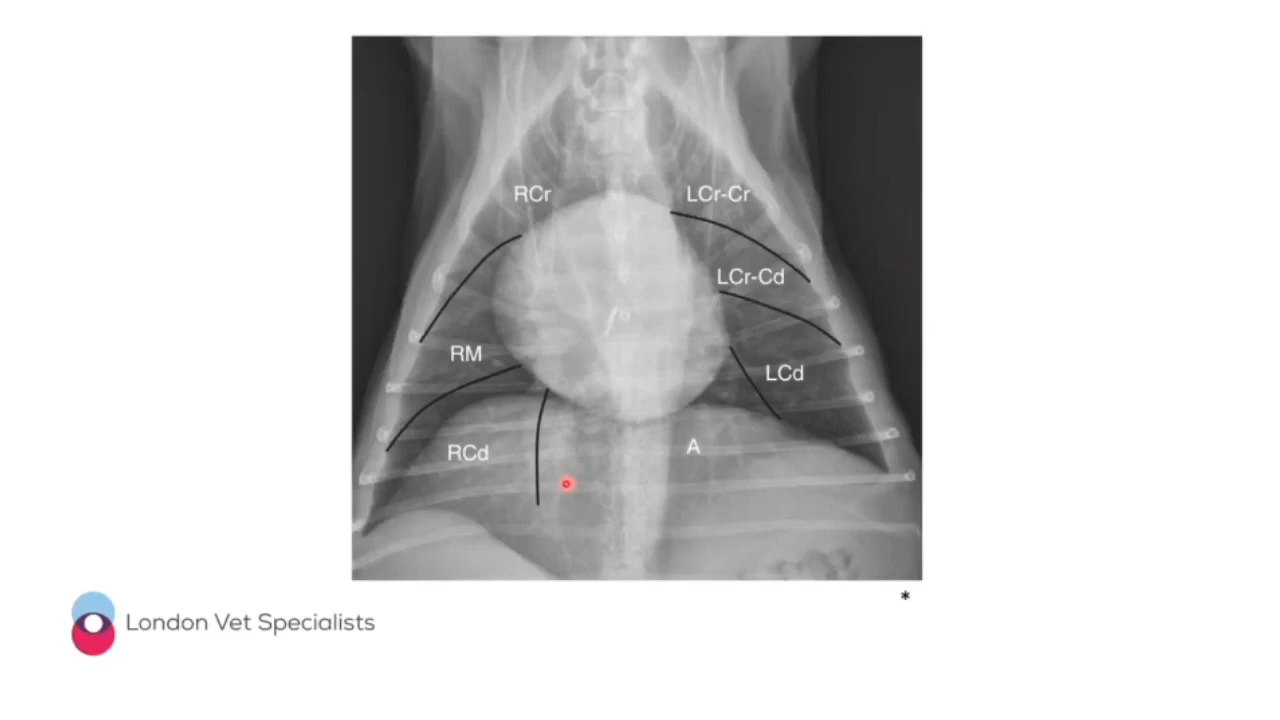 RCr
LCr-Cr
LCr-Cd
RM
LCd
RCd
A
*
London Vet Specialists